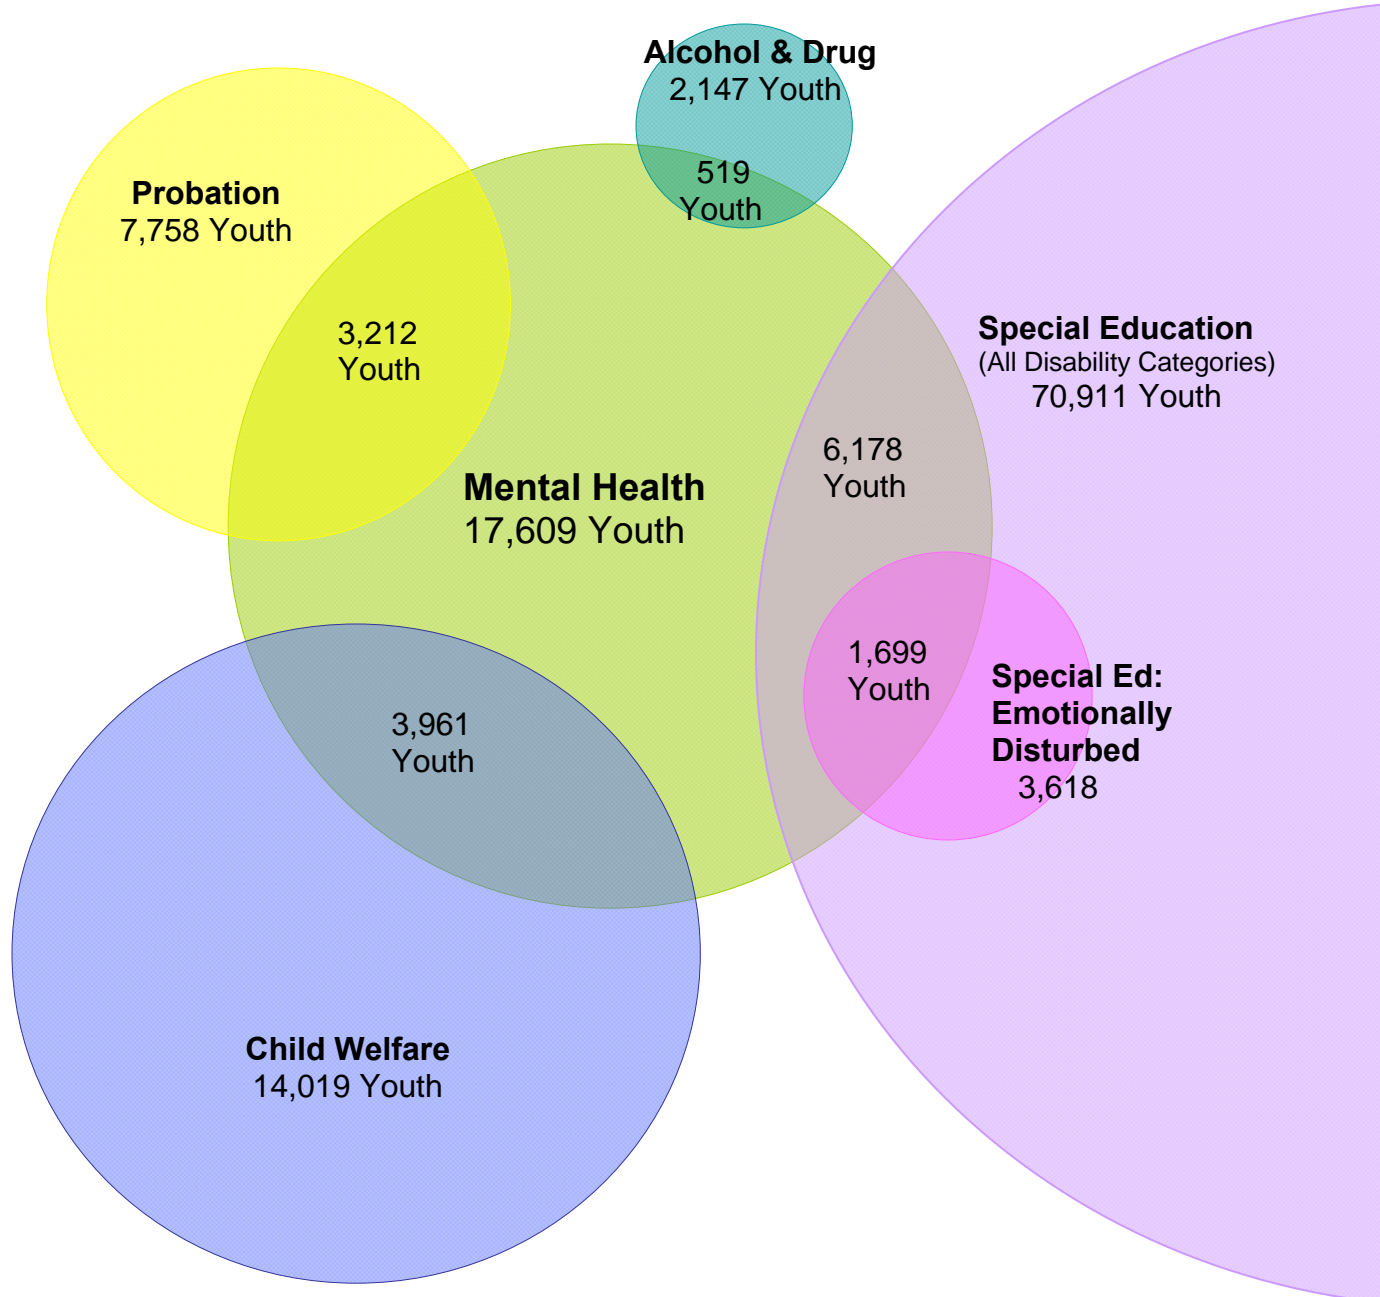 Alcohol & Drug
2,147 Youth
519
Youth
Probation
7,758 Youth
3,212
Youth
Special Education
(All Disability Categories)
70,911 Youth
6,178
Youth
Mental Health
17,609 Youth
1,699
Youth
Special Ed:
Emotionally
Disturbed
3,618
3,961
Youth
Child Welfare
14,019 Youth